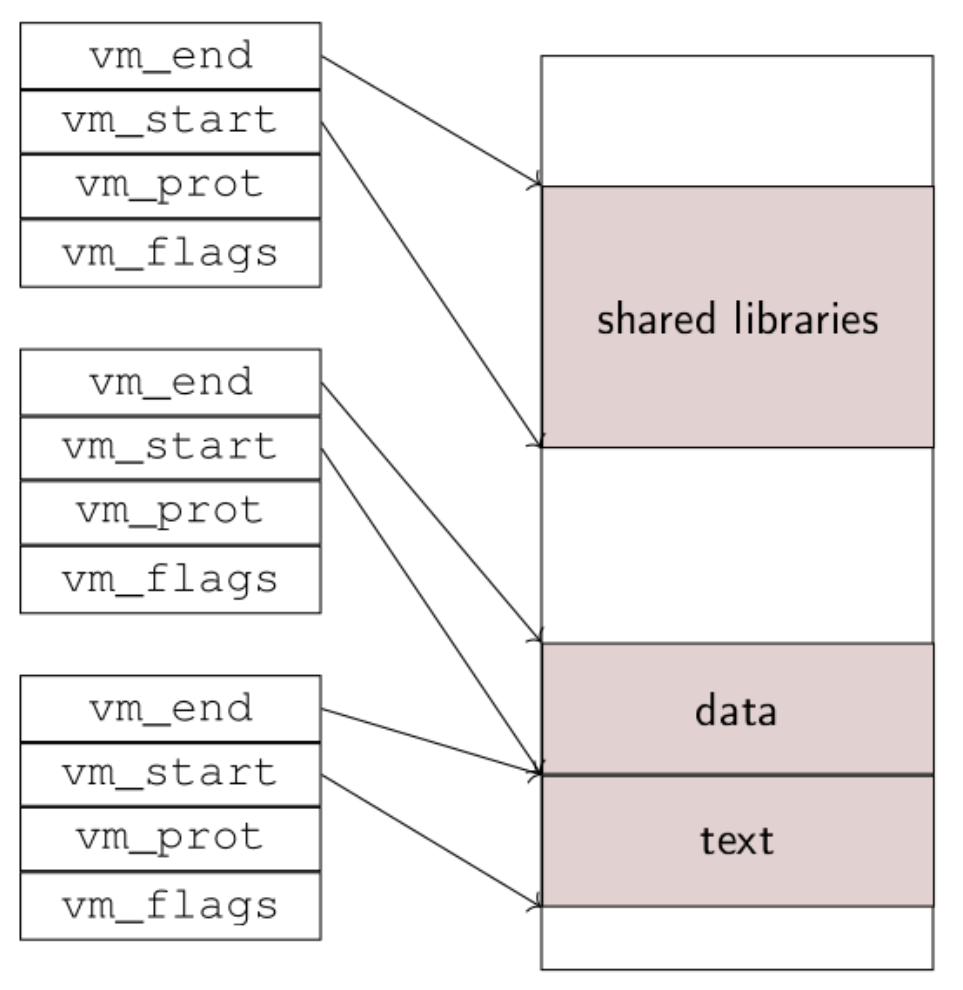 vm_end
vm_start
vm_prot
vm_flags
vm_end
vm_start
vm_prot
vm_flags
vm_end
vm_start
vm_prot
vm_flags
shared libraries
data
text